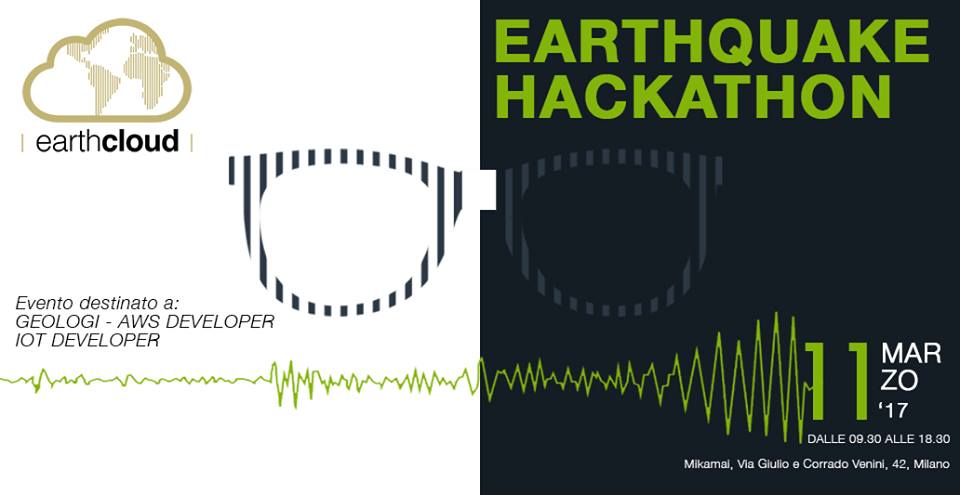 earthcloud
EARTHQUAKE
HACKATHON
Evento destinato a:
GEOLOGI - AWS DEVELOPER
IOT DEVELOPER
11
MAR
ZO
‘17
DALLE 09.30 ALLE 18.30
Mikamai, Via Giulio e Corrado Venini, 42, Milano